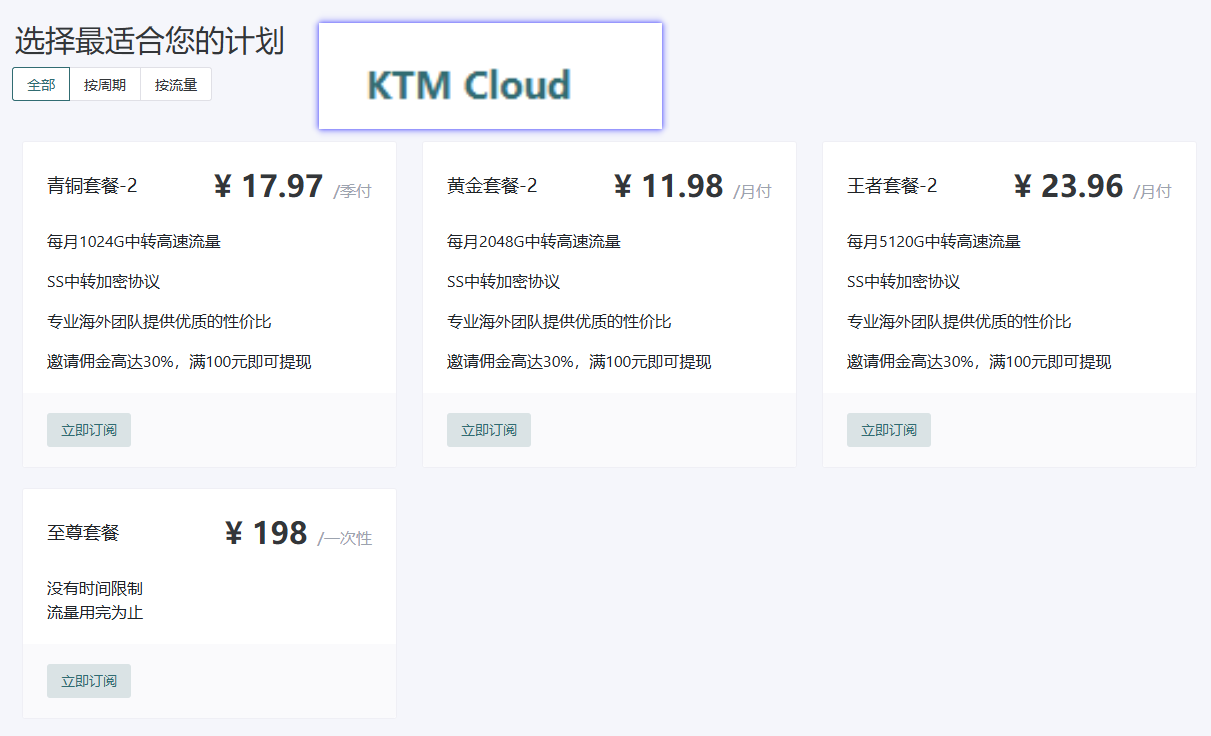 选择最适合您的计划
KTM Cloud
全部 按周期 按流量
青铜套餐-2 ¥ 17.97 /季付
每月1024G中转高速流量
SS中转加密协议
专业海外团队提供优质的性价比
邀请佣金高达30%，满100元即可提现
立即订阅
黄金套餐-2 ¥ 11.98 /月付
每月2048G中转高速流量
SS中转加密协议
专业海外团队提供优质的性价比
邀请佣金高达30%，满100元即可提现
立即订阅
王者套餐-2 ¥ 23.96 /月付
每月5120G中转高速流量
SS中转加密协议
专业海外团队提供优质的性价比
邀请佣金高达30%，满100元即可提现
立即订阅
至尊套餐 ¥ 198 /一次性
没有时间限制
流量用完为止
立即订阅